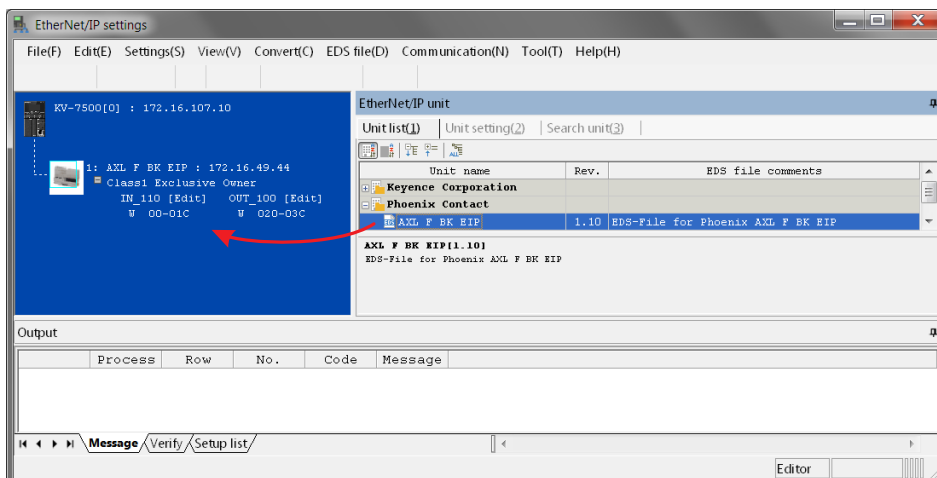 EtherNet/IP settings
File(F) Edit(E) Settings(S) View(V) Convert(C) EDS file(D) Communication(N) Tool(T) Help(H)
KV-7500[0] : 172.16.107.10
1: AXL F BK EIP : 172.16.49.44
Class1 Exclusive Owner
IN_110 [Edit] OUT_100 [Edit]
W 00-01C W 020-03C
EtherNet/IP unit
Unit list(1) Unit setting(2) Search unit(3)
Unit name Rev. EDS file comments
Keyence Corporation
Phoenix Contact
AXL F BK EIP 1.10 EDS-File for Phoenix AXL F BK EIP
AXL F BK EIP[1.10]
EDS-File for Phoenix AXL F BK EIP
Output
Process Row No. Code Message
Message Verify Setup list
Editor